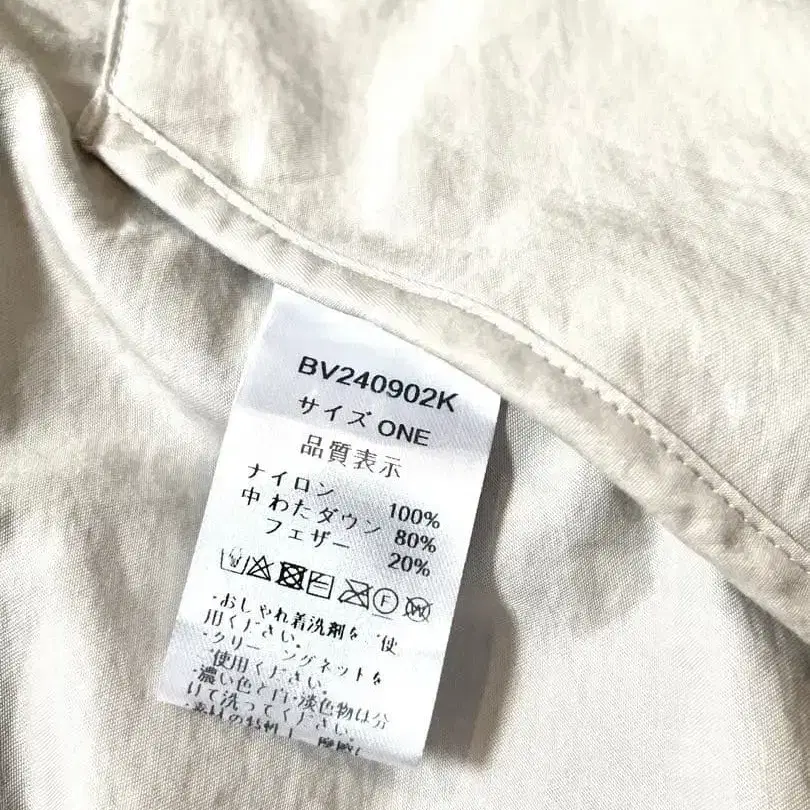 BV240902K
サイズ ONE
品質表示
ナイロン 100%
中わたダウン 80%
フェザー 20%
F
W
・おしゃれ着洗剤を 使
用ください。
・クリーニングネットを
使用ください。
・濃い色と白・淡色物は分
けて洗ってください。